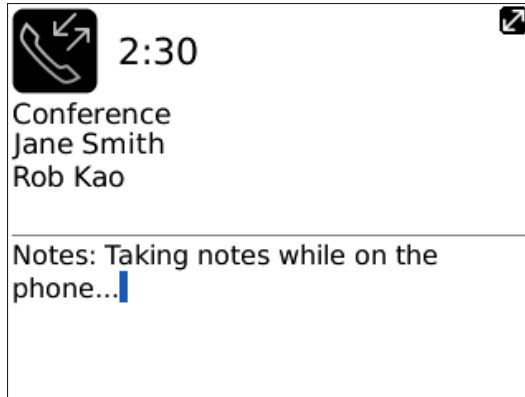 2:30
Conference
Jane Smith
Rob Kao
Notes: Taking notes while on the
phone...